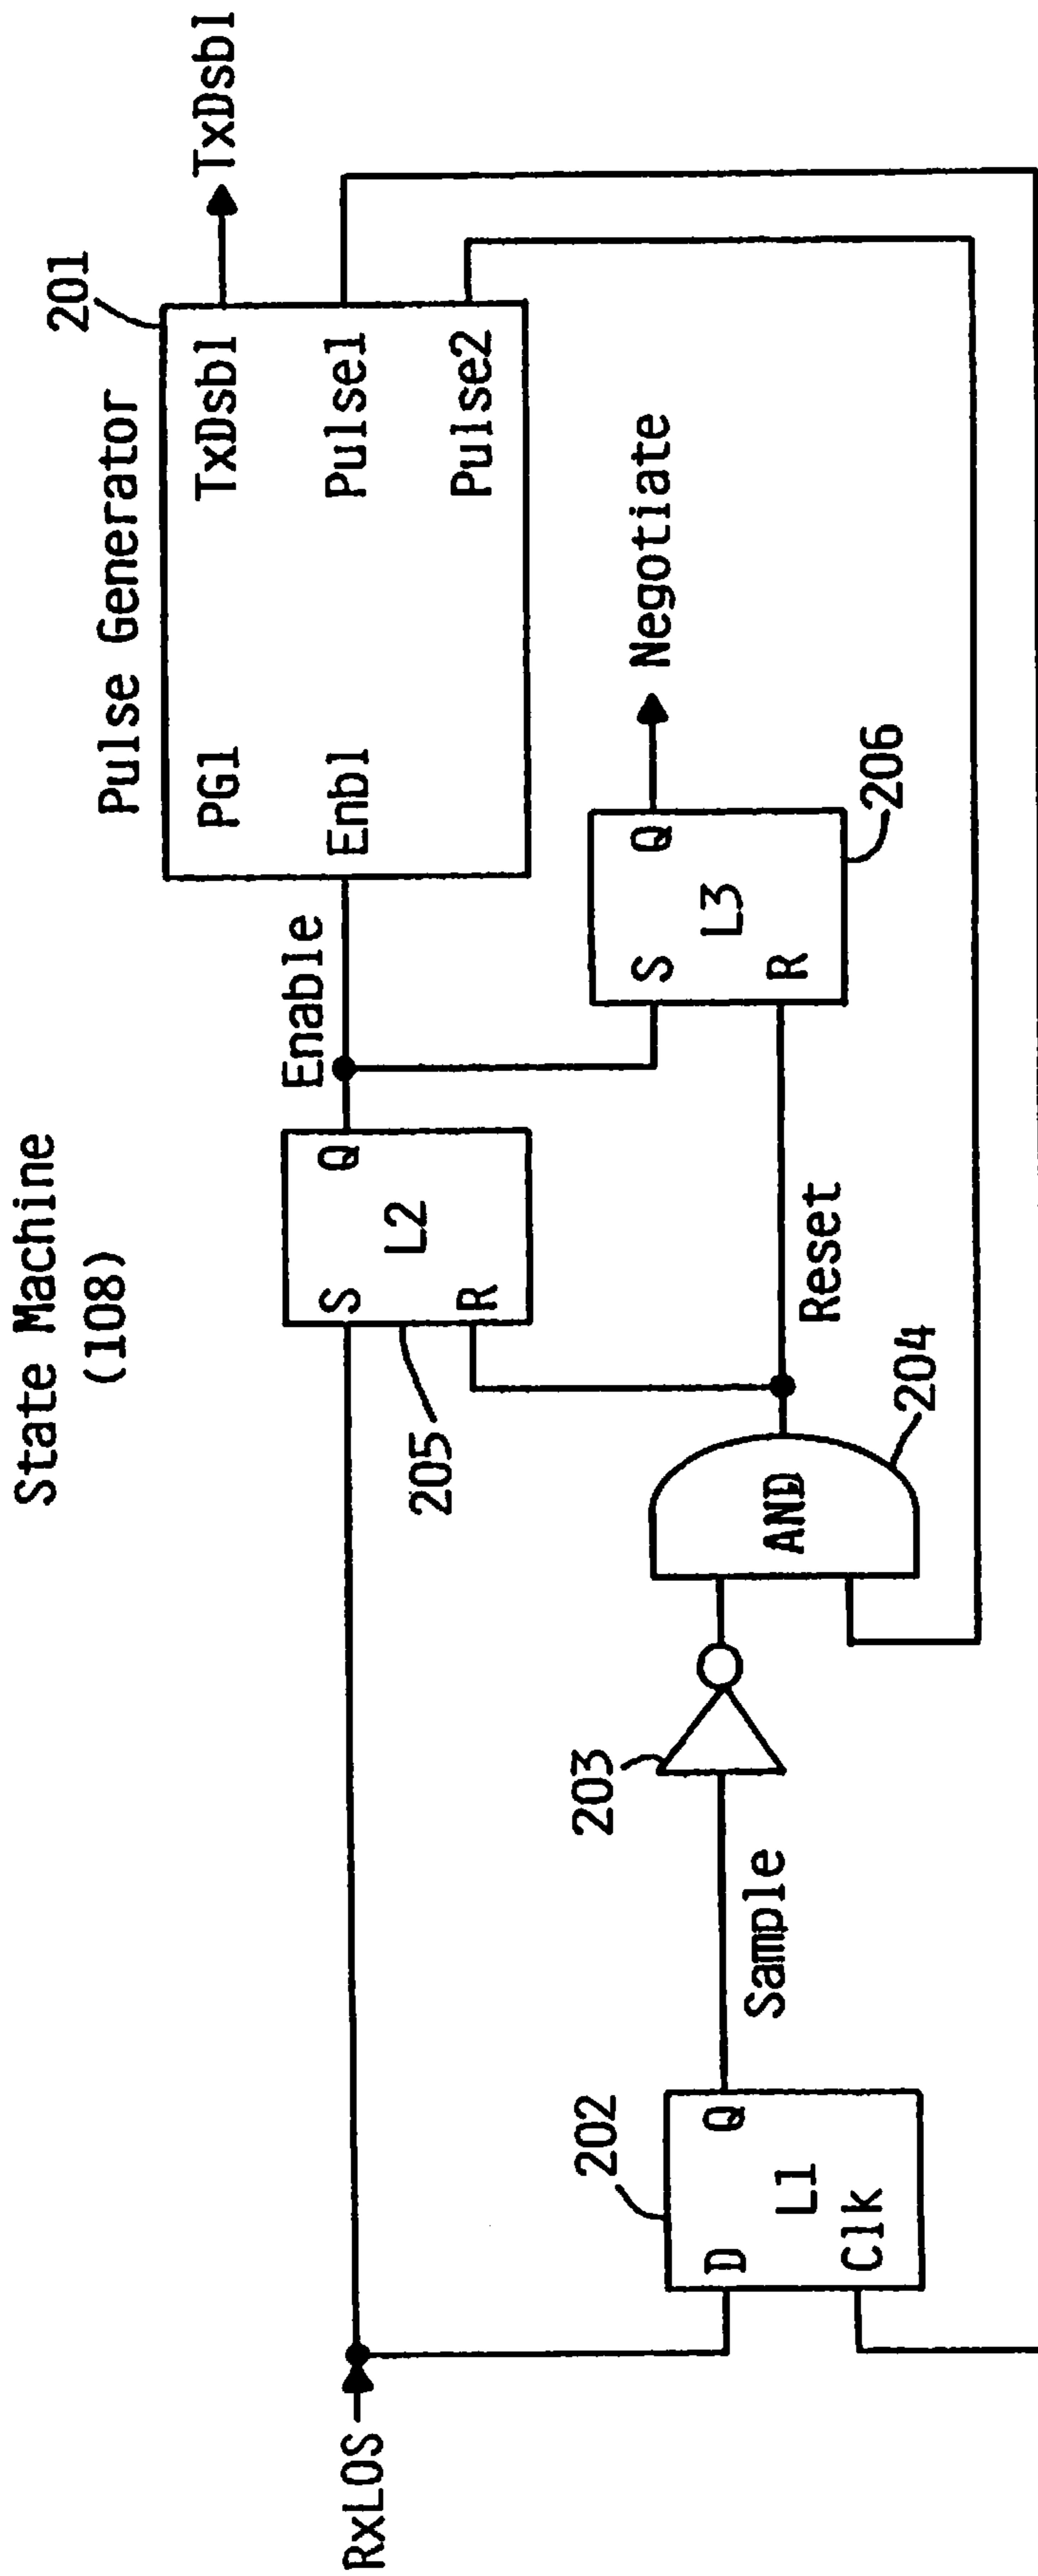 State Machine
(108)
Pulse Generator
201
PG1
TxDsbl
TxDsbl
Enable
Enbl
Pulse1
Pulse2
RxLOS
S
Q
L2
R
205
Negotiate
S
Q
L3
R
206
Reset
AND
204
203
Sample
202
D
Q
L1
Clk